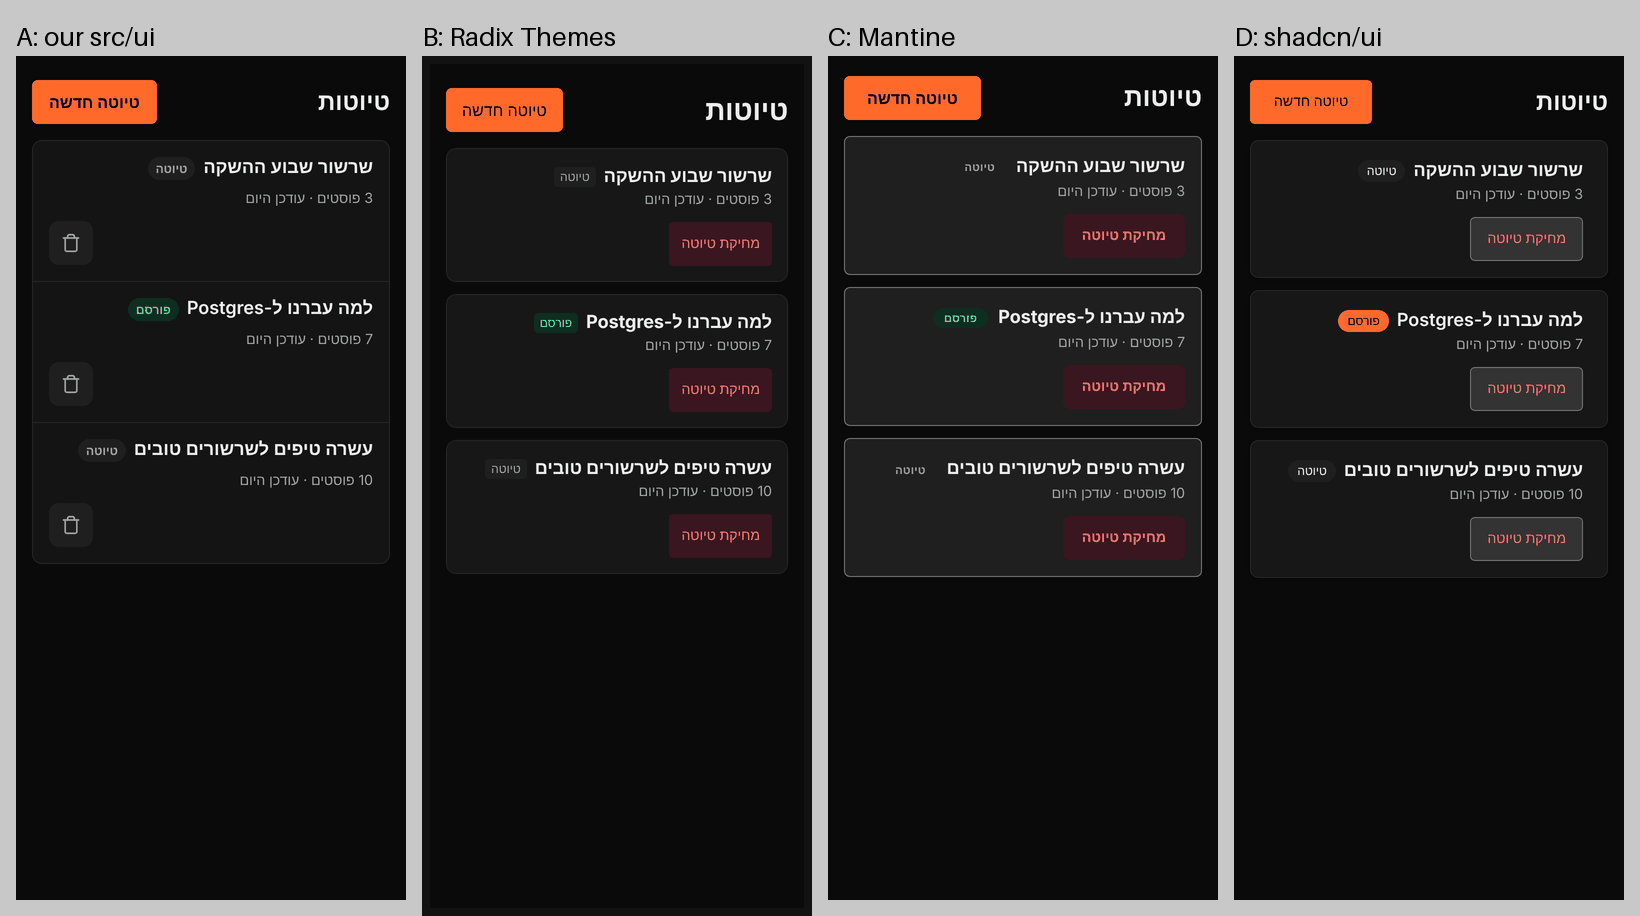 A: our src/ui
טיוטות
טיוטה חדשה
שרשור שבוע ההשקה טיוטה
3 פוסטים · עודכן היום
למה עברנו ל-Postgres פורסם
7 פוסטים · עודכן היום
עשרה טיפים לשרשורים טובים טיוטה
10 פוסטים · עודכן היום
B: Radix Themes
טיוטות
טיוטה חדשה
שרשור שבוע ההשקה טיוטה
3 פוסטים · עודכן היום
מחיקת טיוטה
למה עברנו ל-Postgres פורסם
7 פוסטים · עודכן היום
מחיקת טיוטה
עשרה טיפים לשרשורים טובים טיוטה
10 פוסטים · עודכן היום
מחיקת טיוטה
C: Mantine
טיוטות
טיוטה חדשה
שרשור שבוע ההשקה טיוטה
3 פוסטים · עודכן היום
מחיקת טיוטה
למה עברנו ל-Postgres פורסם
7 פוסטים · עודכן היום
מחיקת טיוטה
עשרה טיפים לשרשורים טובים טיוטה
10 פוסטים · עודכן היום
מחיקת טיוטה
D: shadcn/ui
טיוטות
טיוטה חדשה
שרשור שבוע ההשקה טיוטה
3 פוסטים · עודכן היום
מחיקת טיוטה
למה עברנו ל-Postgres פורסם
7 פוסטים · עודכן היום
מחיקת טיוטה
עשרה טיפים לשרשורים טובים טיוטה
10 פוסטים · עודכן היום
מחיקת טיוטה